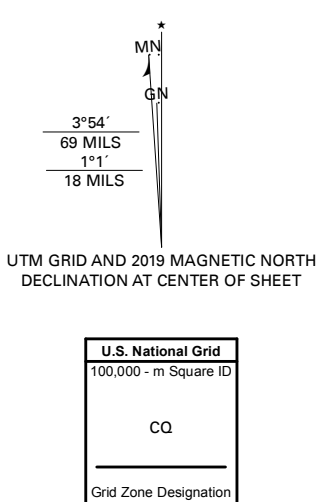 MN
GN
3°54´
69 MILS
1°1´
18 MILS
UTM GRID AND 2019 MAGNETIC NORTH
DECLINATION AT CENTER OF SHEET
U.S. National Grid
100,000 - m Square ID
CQ
Grid Zone Designation